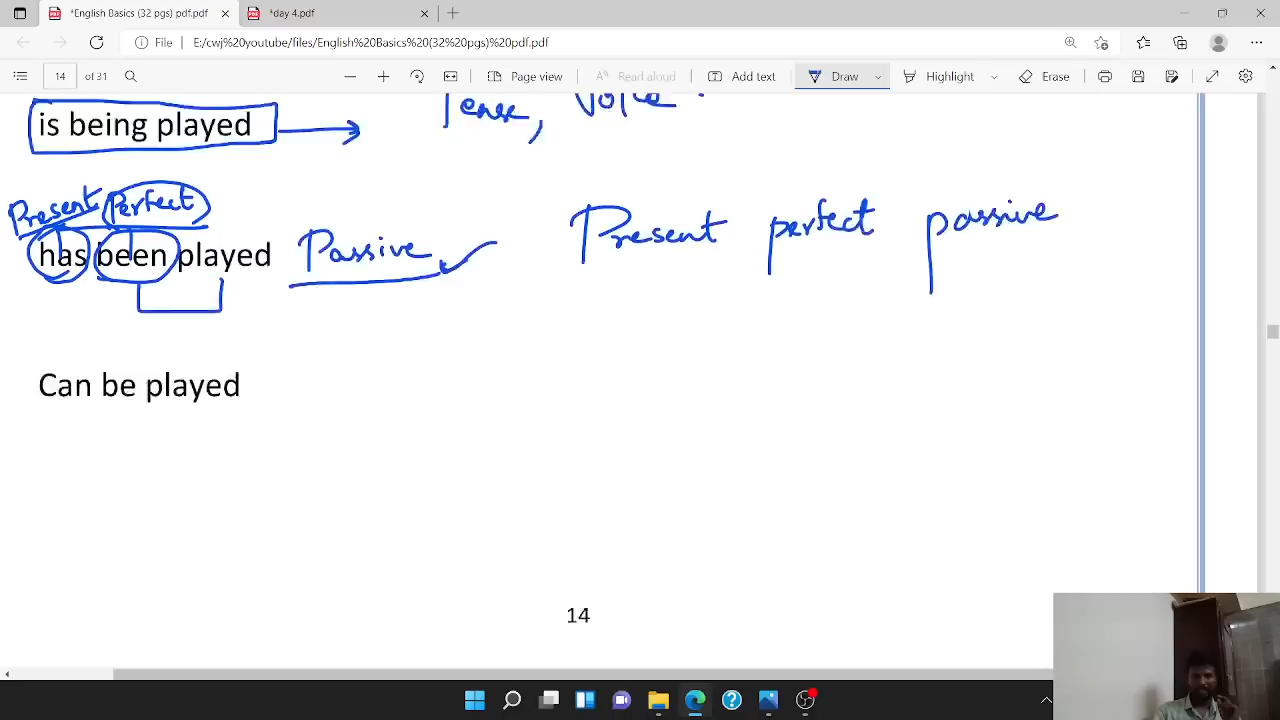 *English Basics (32 pgs) pdf.pdf
*day 4.pdf
File
E:/cwj%20youtube/files/English%20Basics%20(32%20pgs)%20pdf.pdf
14 of 31
Page view
Read aloud
Add text
Draw
Highlight
Erase
Tense, Voice
is being played
Present Perfect
has been played
Passive
Present perfect passive
Can be played
14